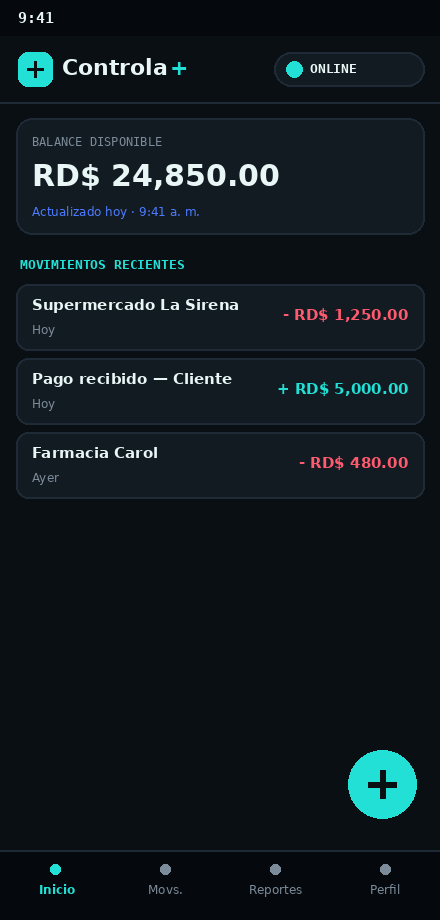 9:41
Controla+
ONLINE
BALANCE DISPONIBLE
RD$ 24,850.00
Actualizado hoy · 9:41 a. m.
MOVIMIENTOS RECIENTES
Supermercado La Sirena
- RD$ 1,250.00
Hoy
Pago recibido — Cliente
+ RD$ 5,000.00
Hoy
Farmacia Carol
- RD$ 480.00
Ayer
Inicio
Movs.
Reportes
Perfil